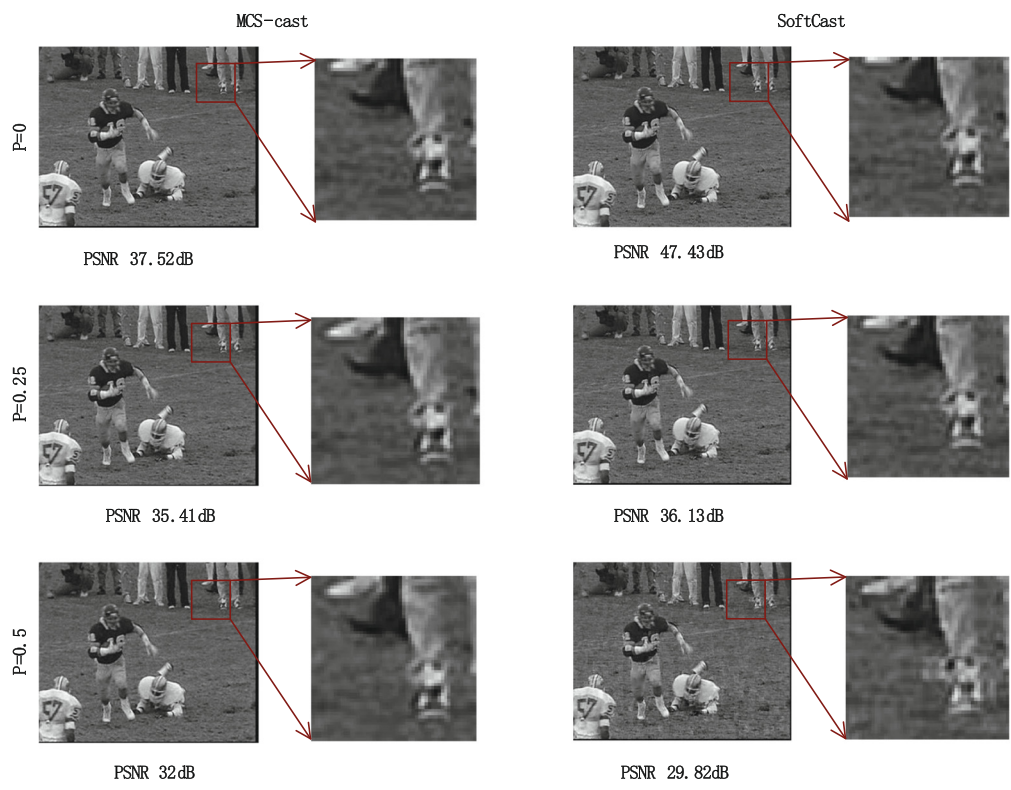 MCS-cast
SoftCast
P=0
PSNR 37.52dB
PSNR 47.43dB
P=0.25
PSNR 35.41dB
PSNR 36.13dB
P=0.5
PSNR 32dB
PSNR 29.82dB